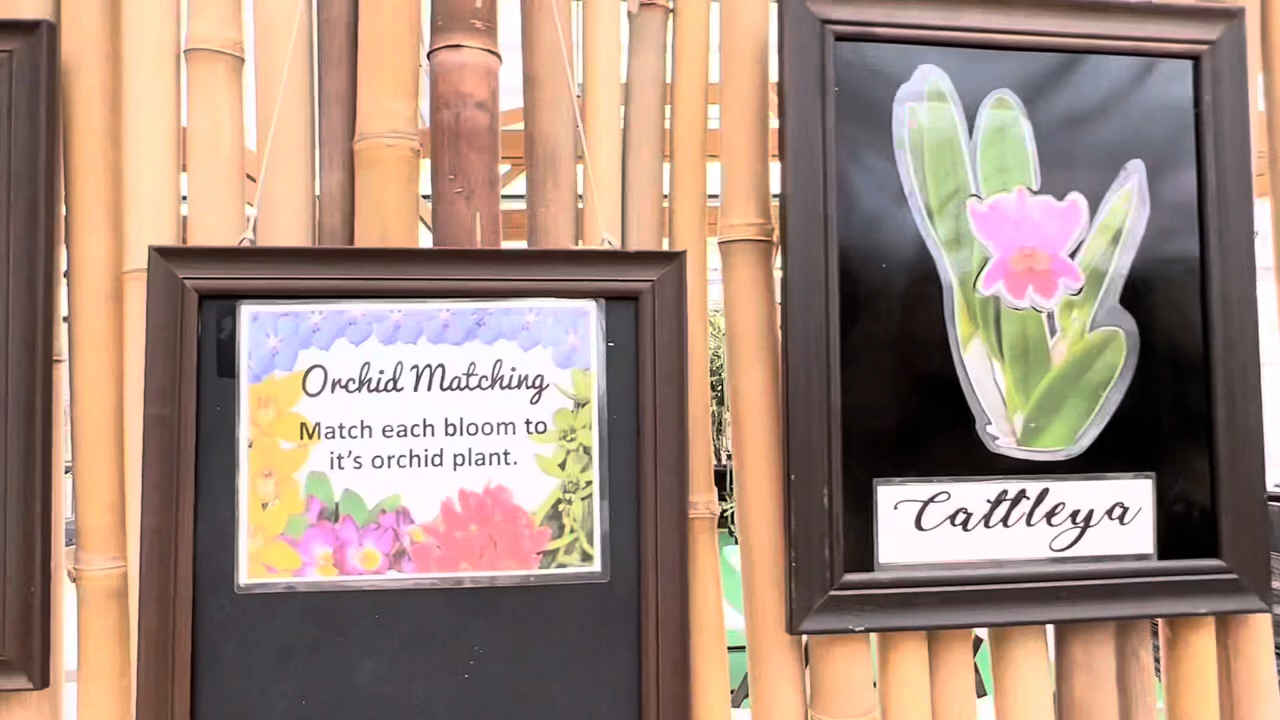 Orchid Matching
Match each bloom to
it's orchid plant.
Cattleya